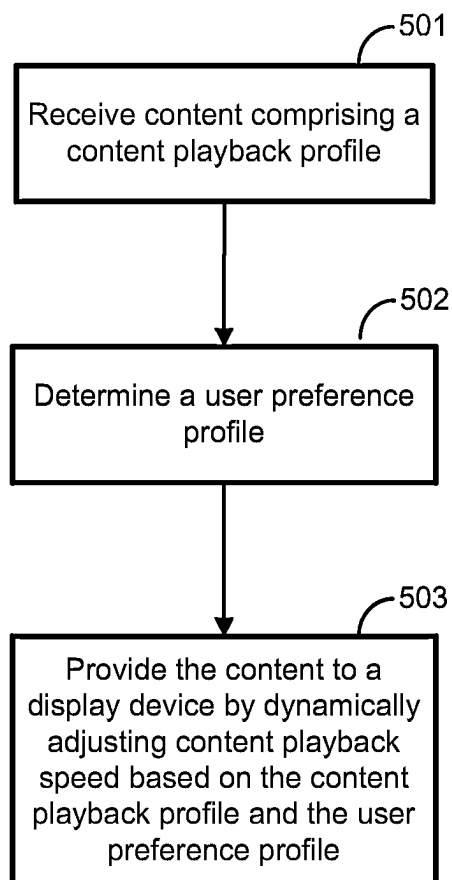 501
Receive content comprising a
content playback profile
502
Determine a user preference
profile
503
Provide the content to a
display device by dynamically
adjusting content playback
speed based on the content
playback profile and the user
preference profile